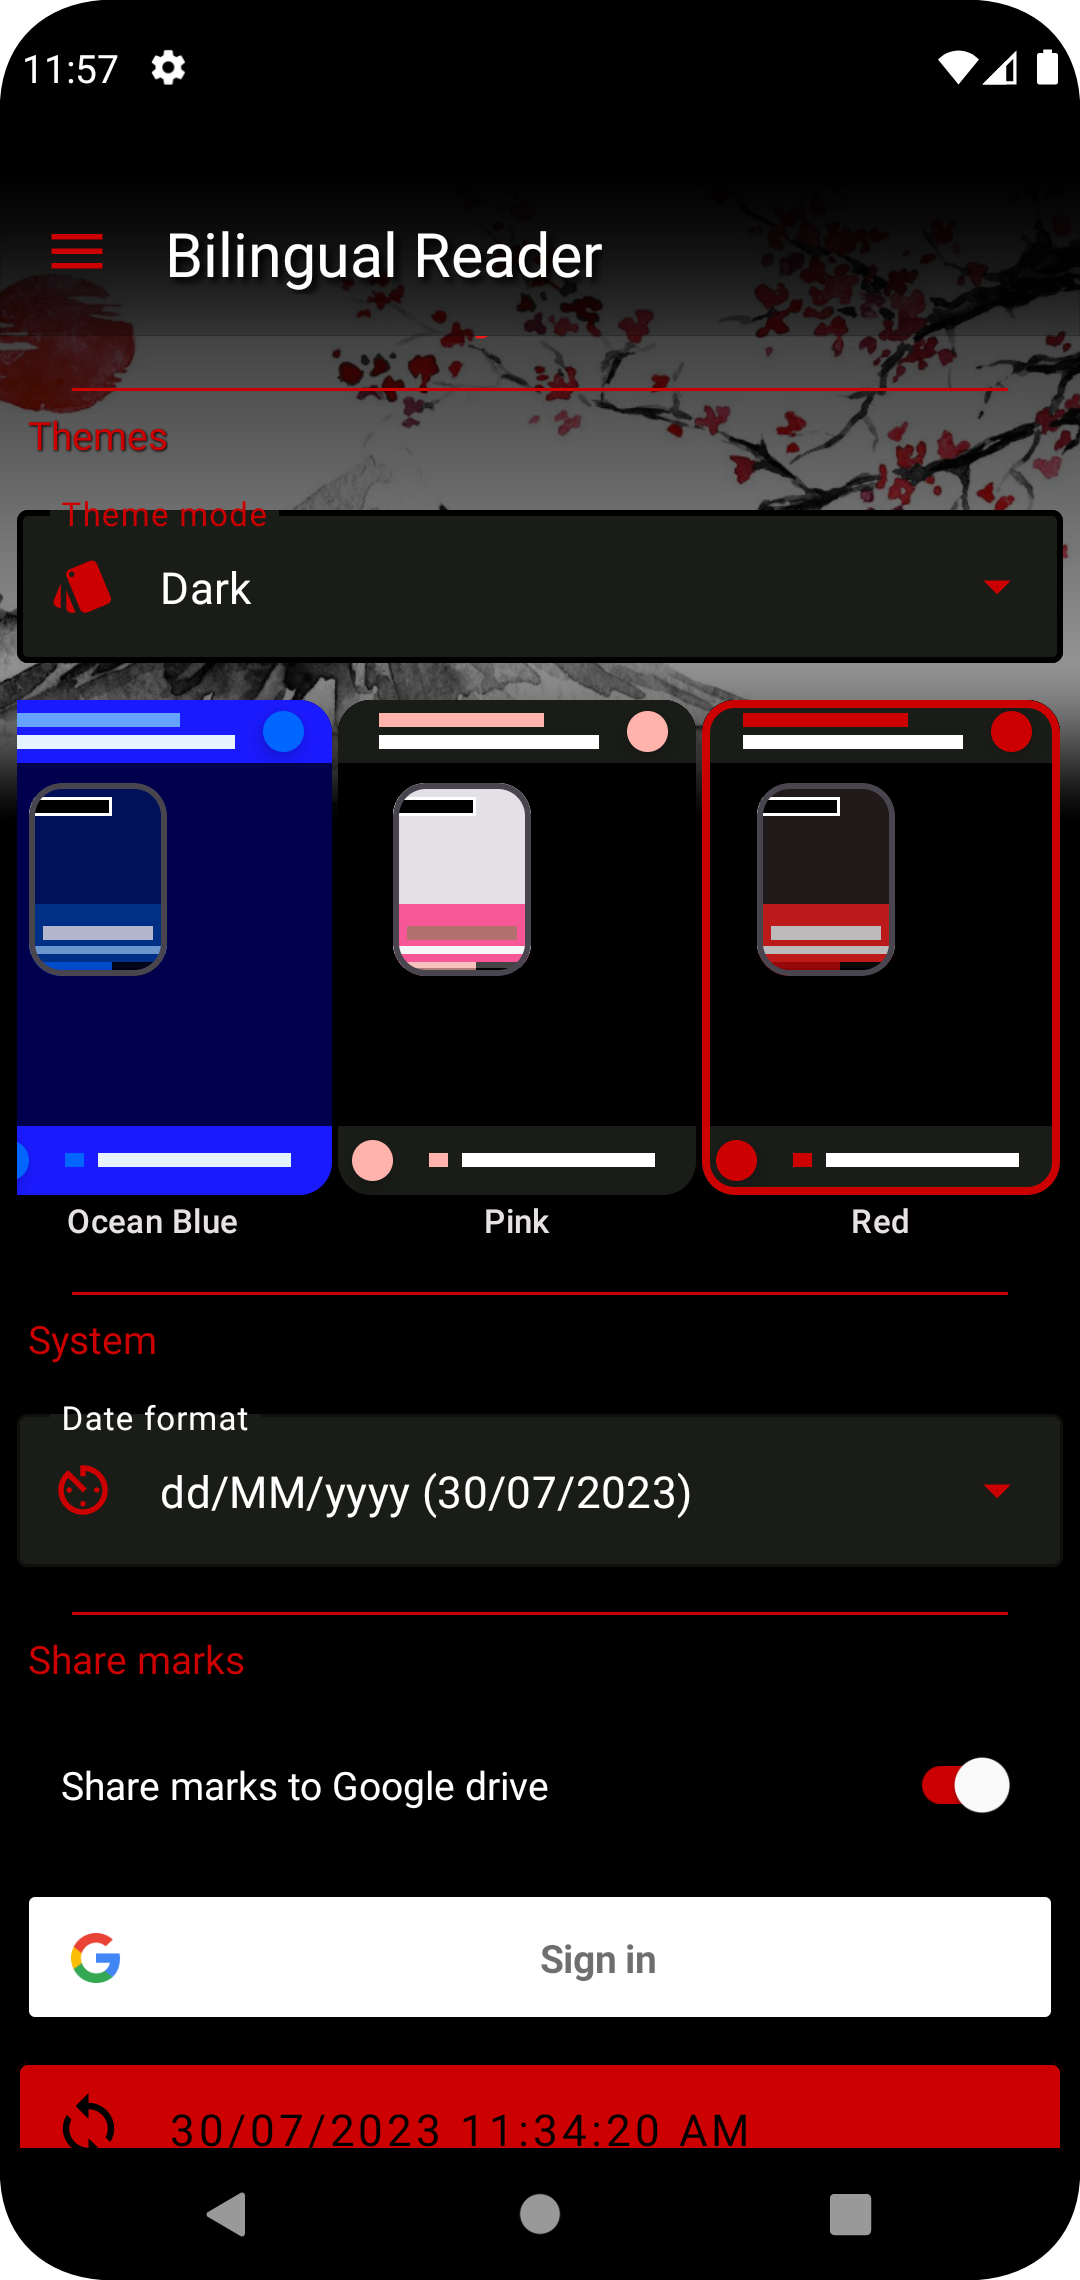 11:57
Bilingual Reader
Themes
Theme mode
Dark
Ocean Blue
Pink
Red
System
Date format
dd/MM/yyyy (30/07/2023)
Share marks
Share marks to Google drive
Sign in
30/07/2023 11:34:20 AM